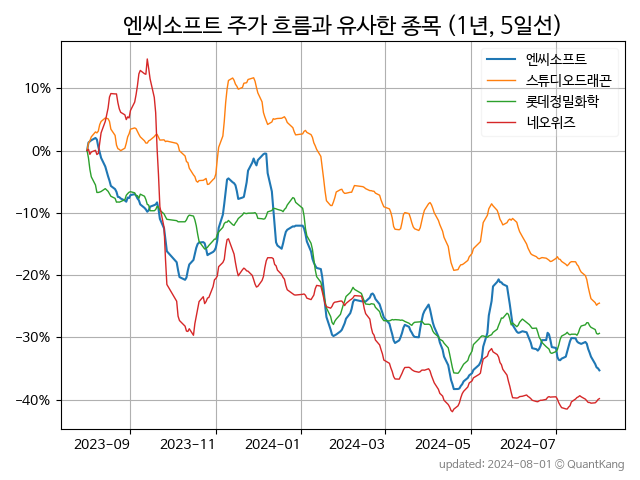 엔씨소프트 주가 흐름과 유사한 종목 (1년, 5일선)
엔씨소프트
스튜디오드래곤
롯데정밀화학
네오위즈
10%
0%
−10%
−20%
−30%
−40%
2023-09 2023-11 2024-01 2024-03 2024-05 2024-07
updated: 2024-08-01 © QuantKang